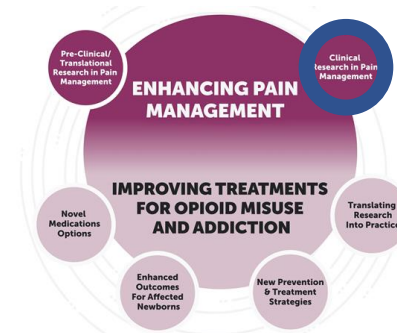 Pre-Clinical/
Translational
Research in Pain
Management
Clinical
Research in Pain
Management
ENHANCING PAIN
MANAGEMENT
IMPROVING TREATMENTS
FOR OPIOID MISUSE
AND ADDICTION
Novel
Medications
Options
Translating
Research
Into Practice
Enhanced
Outcomes
For Affected
Newborns
New Prevention
& Treatment
Strategies